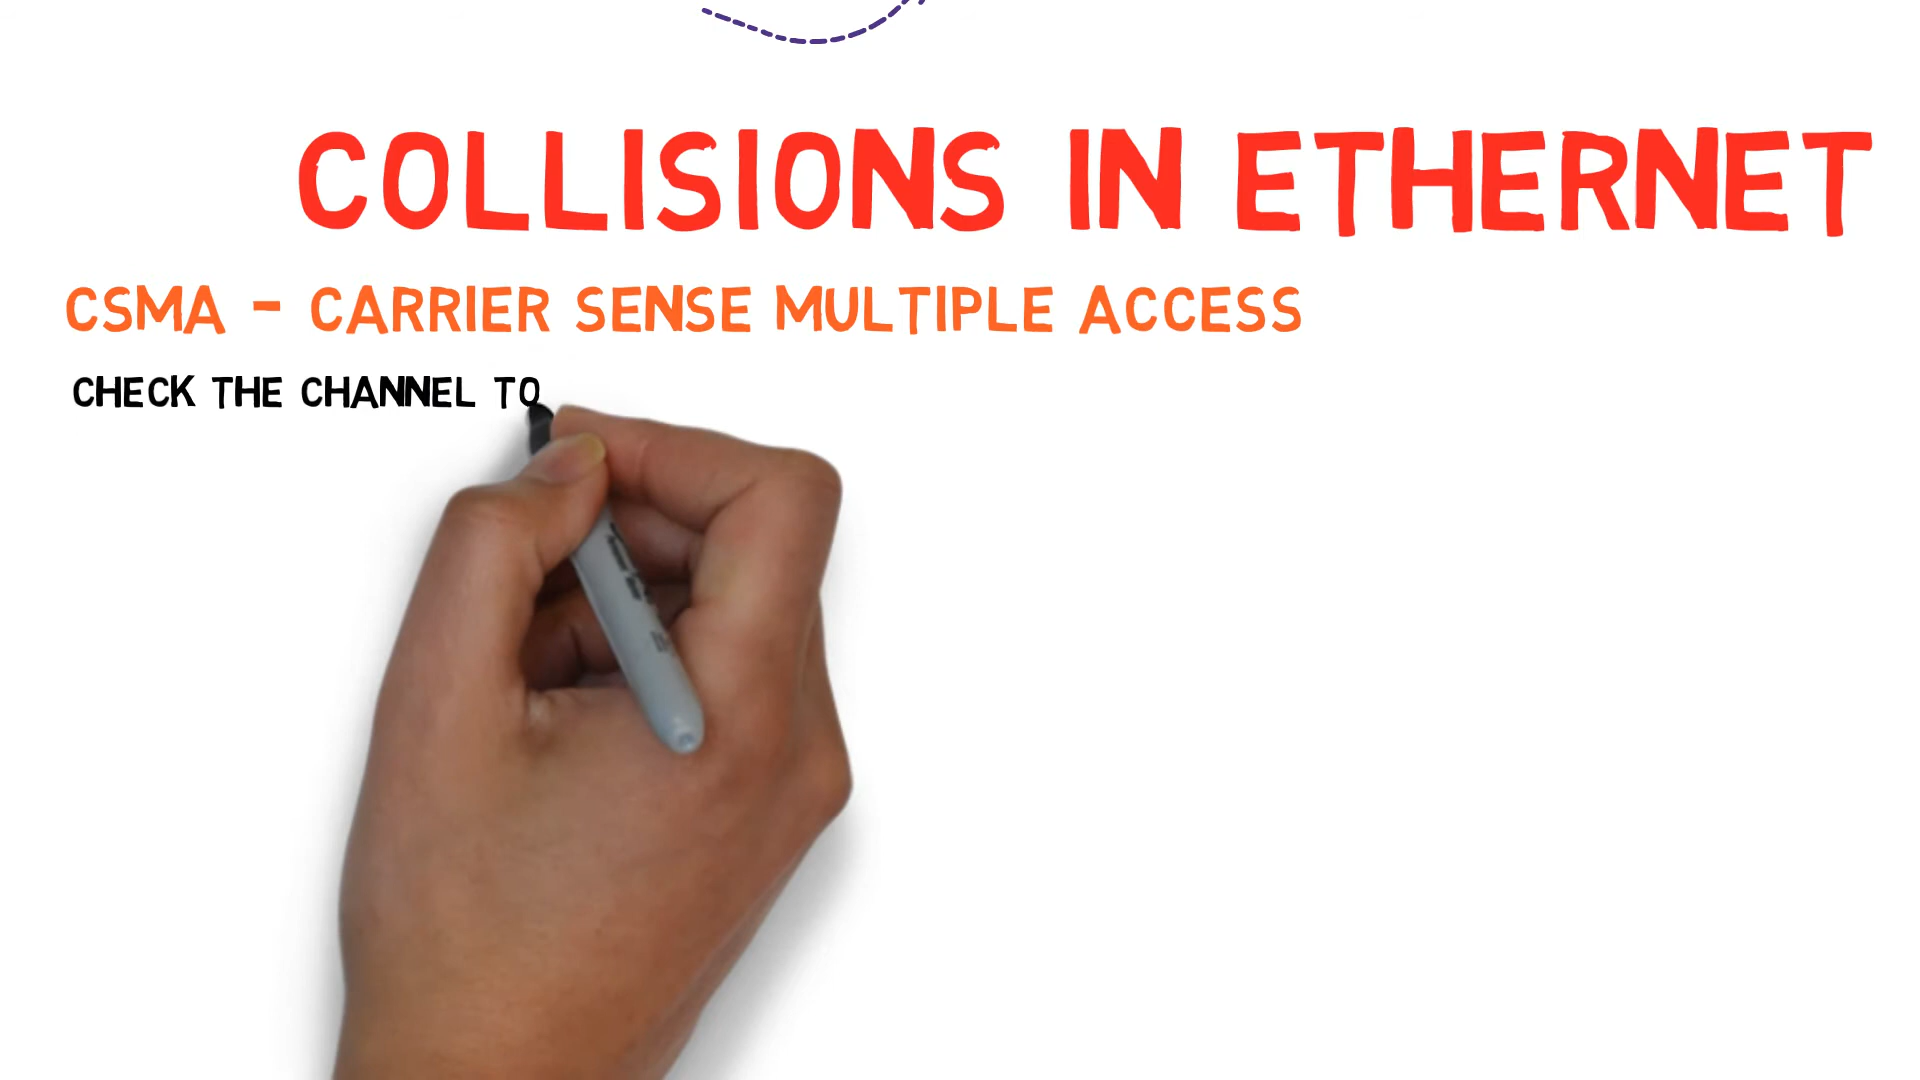 COLLISIONS IN ETHERNET
CSMA - CARRIER SENSE MULTIPLE ACCESS
CHECK THE CHANNEL TO